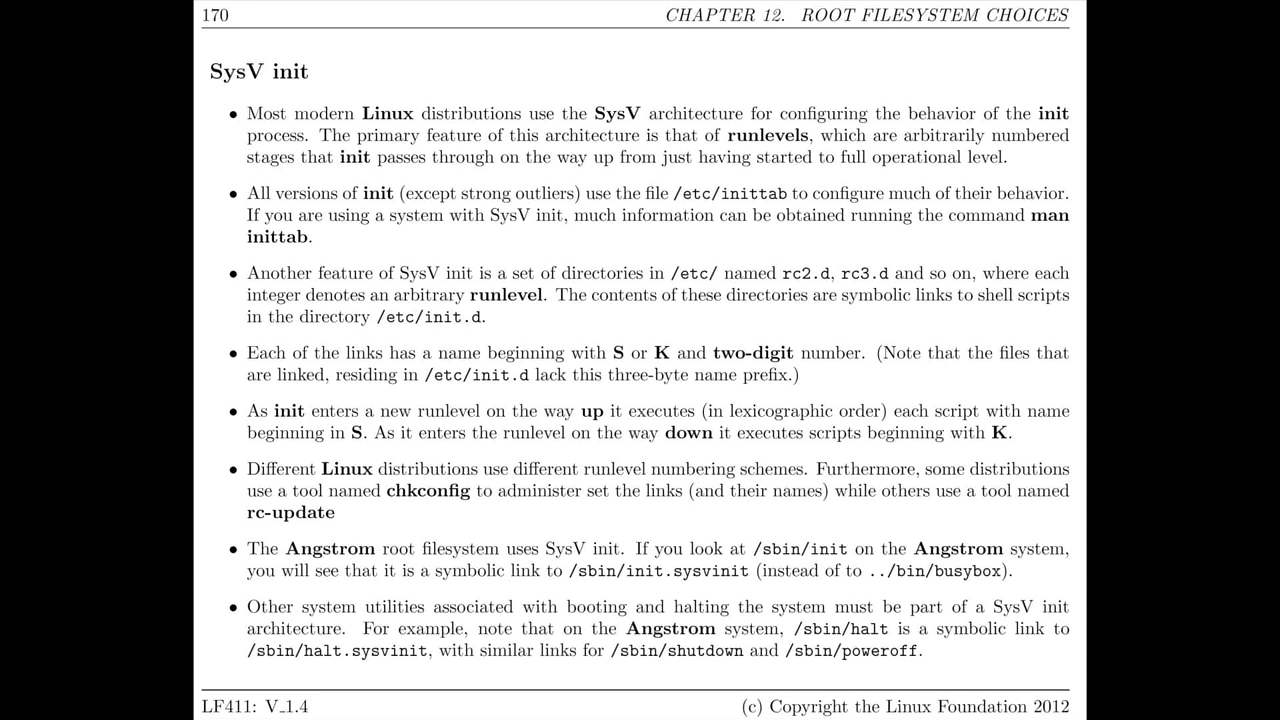 170 CHAPTER 12. ROOT FILESYSTEM CHOICES
SysV init
• Most modern Linux distributions use the SysV architecture for configuring the behavior of the init
process. The primary feature of this architecture is that of runlevels, which are arbitrarily numbered
stages that init passes through on the way up from just having started to full operational level.
• All versions of init (except strong outliers) use the file /etc/inittab to configure much of their behavior.
If you are using a system with SysV init, much information can be obtained running the command man
inittab.
• Another feature of SysV init is a set of directories in /etc/ named rc2.d, rc3.d and so on, where each
integer denotes an arbitrary runlevel. The contents of these directories are symbolic links to shell scripts
in the directory /etc/init.d.
• Each of the links has a name beginning with S or K and two-digit number. (Note that the files that
are linked, residing in /etc/init.d lack this three-byte name prefix.)
• As init enters a new runlevel on the way up it executes (in lexicographic order) each script with name
beginning in S. As it enters the runlevel on the way down it executes scripts beginning with K.
• Different Linux distributions use different runlevel numbering schemes. Furthermore, some distributions
use a tool named chkconfig to administer set the links (and their names) while others use a tool named
rc-update
• The Angstrom root filesystem uses SysV init. If you look at /sbin/init on the Angstrom system,
you will see that it is a symbolic link to /sbin/init.sysvinit (instead of to ../bin/busybox).
• Other system utilities associated with booting and halting the system must be part of a SysV init
architecture. For example, note that on the Angstrom system, /sbin/halt is a symbolic link to
/sbin/halt.sysvinit, with similar links for /sbin/shutdown and /sbin/poweroff.
LF411: V_1.4 (c) Copyright the Linux Foundation 2012